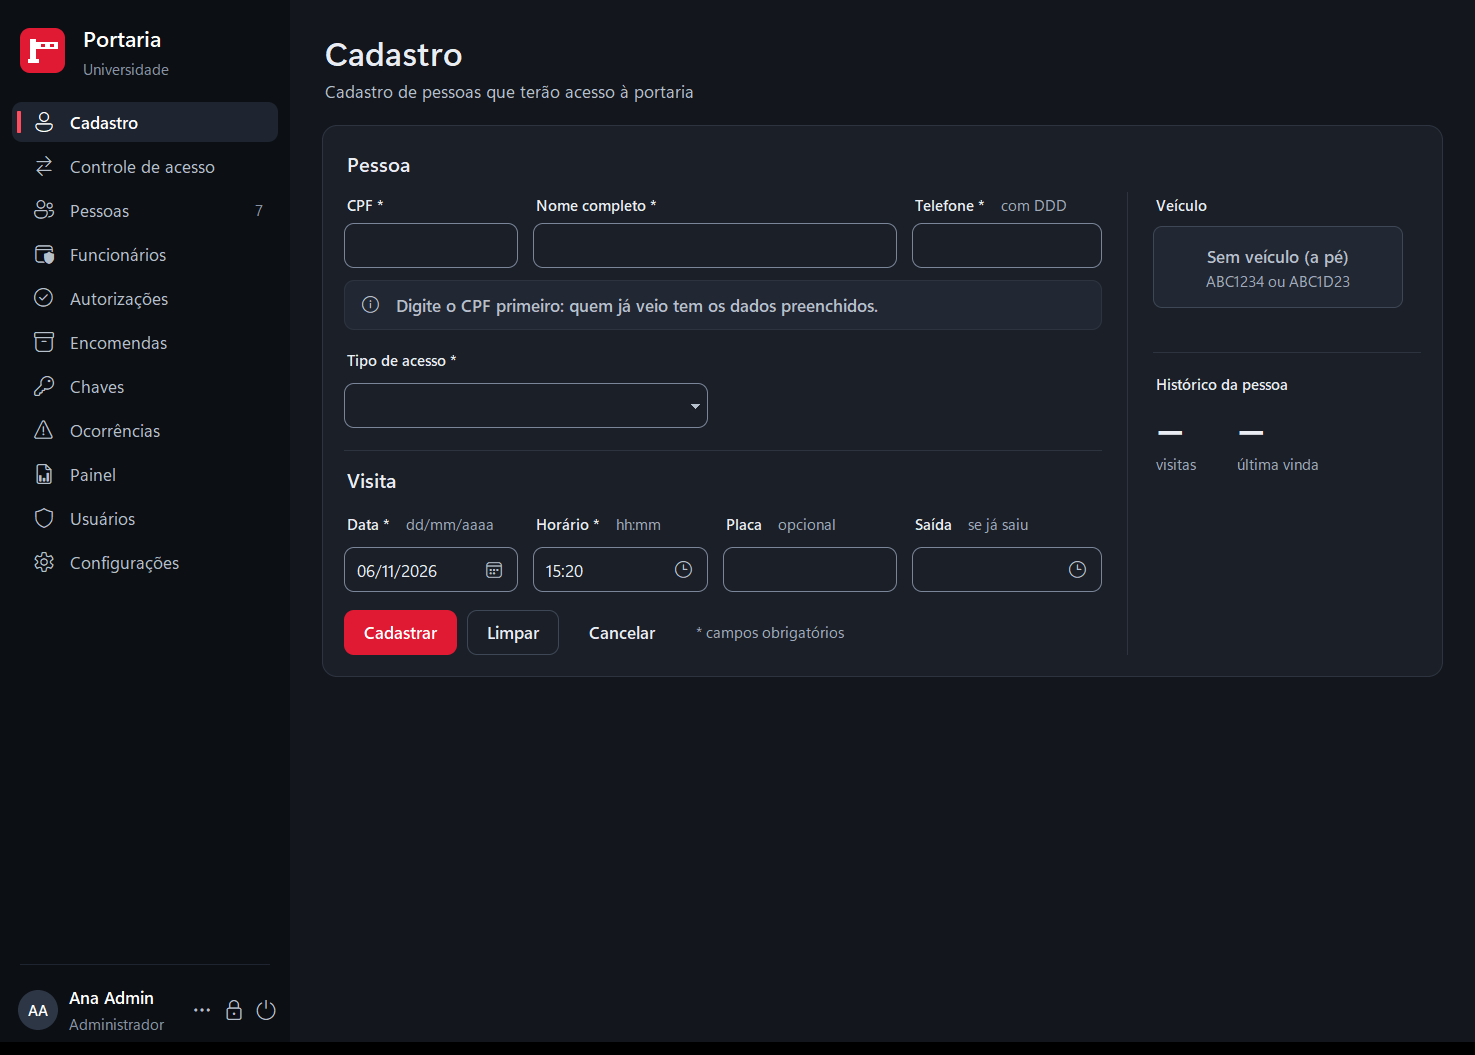 Portaria
Universidade
Cadastro
Controle de acesso
Pessoas 7
Funcionários
Autorizações
Encomendas
Chaves
Ocorrências
Painel
Usuários
Configurações
AA
Ana Admin
Administrador
Cadastro
Cadastro de pessoas que terão acesso à portaria
Pessoa
CPF * Nome completo * Telefone * com DDD
Digite o CPF primeiro: quem já veio tem os dados preenchidos.
Tipo de acesso *
Visita
Data * dd/mm/aaaa Horário * hh:mm Placa opcional Saída se já saiu
06/11/2026 15:20
Cadastrar Limpar Cancelar * campos obrigatórios
Veículo
Sem veículo (a pé)
ABC1234 ou ABC1D23
Histórico da pessoa
— —
visitas última vinda